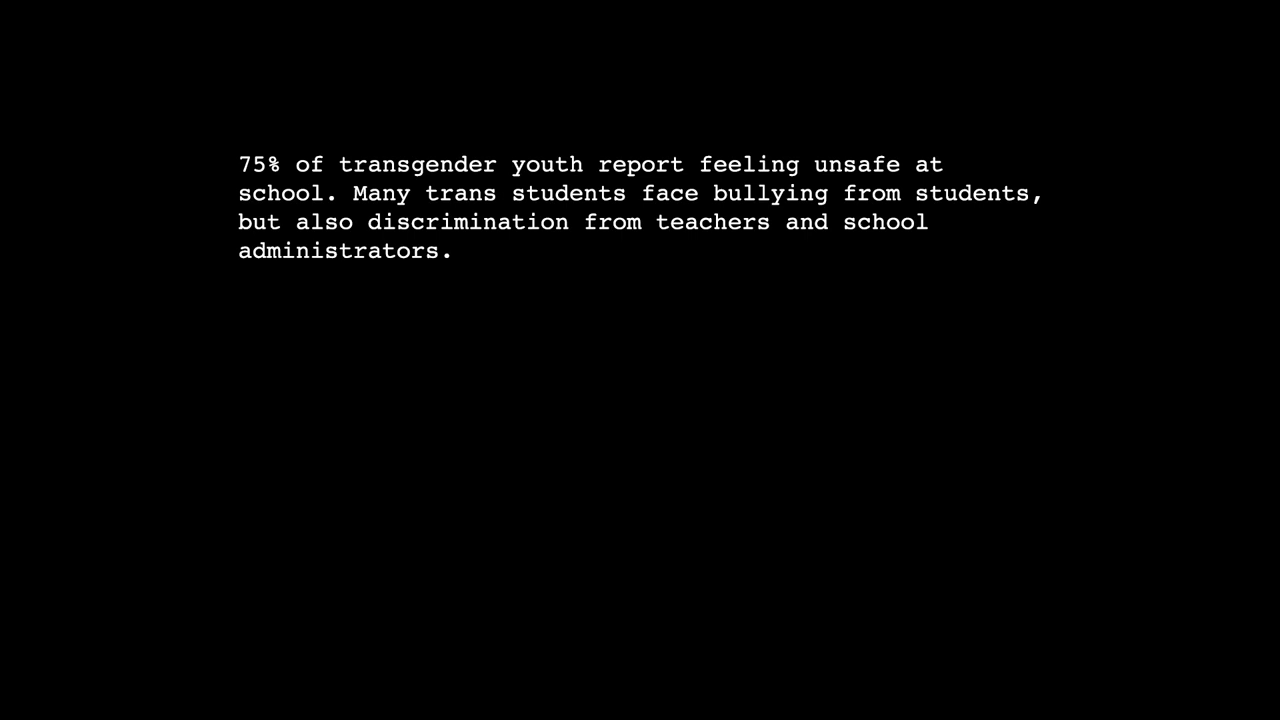 75% of transgender youth report feeling unsafe at
school. Many trans students face bullying from students,
but also discrimination from teachers and school
administrators.